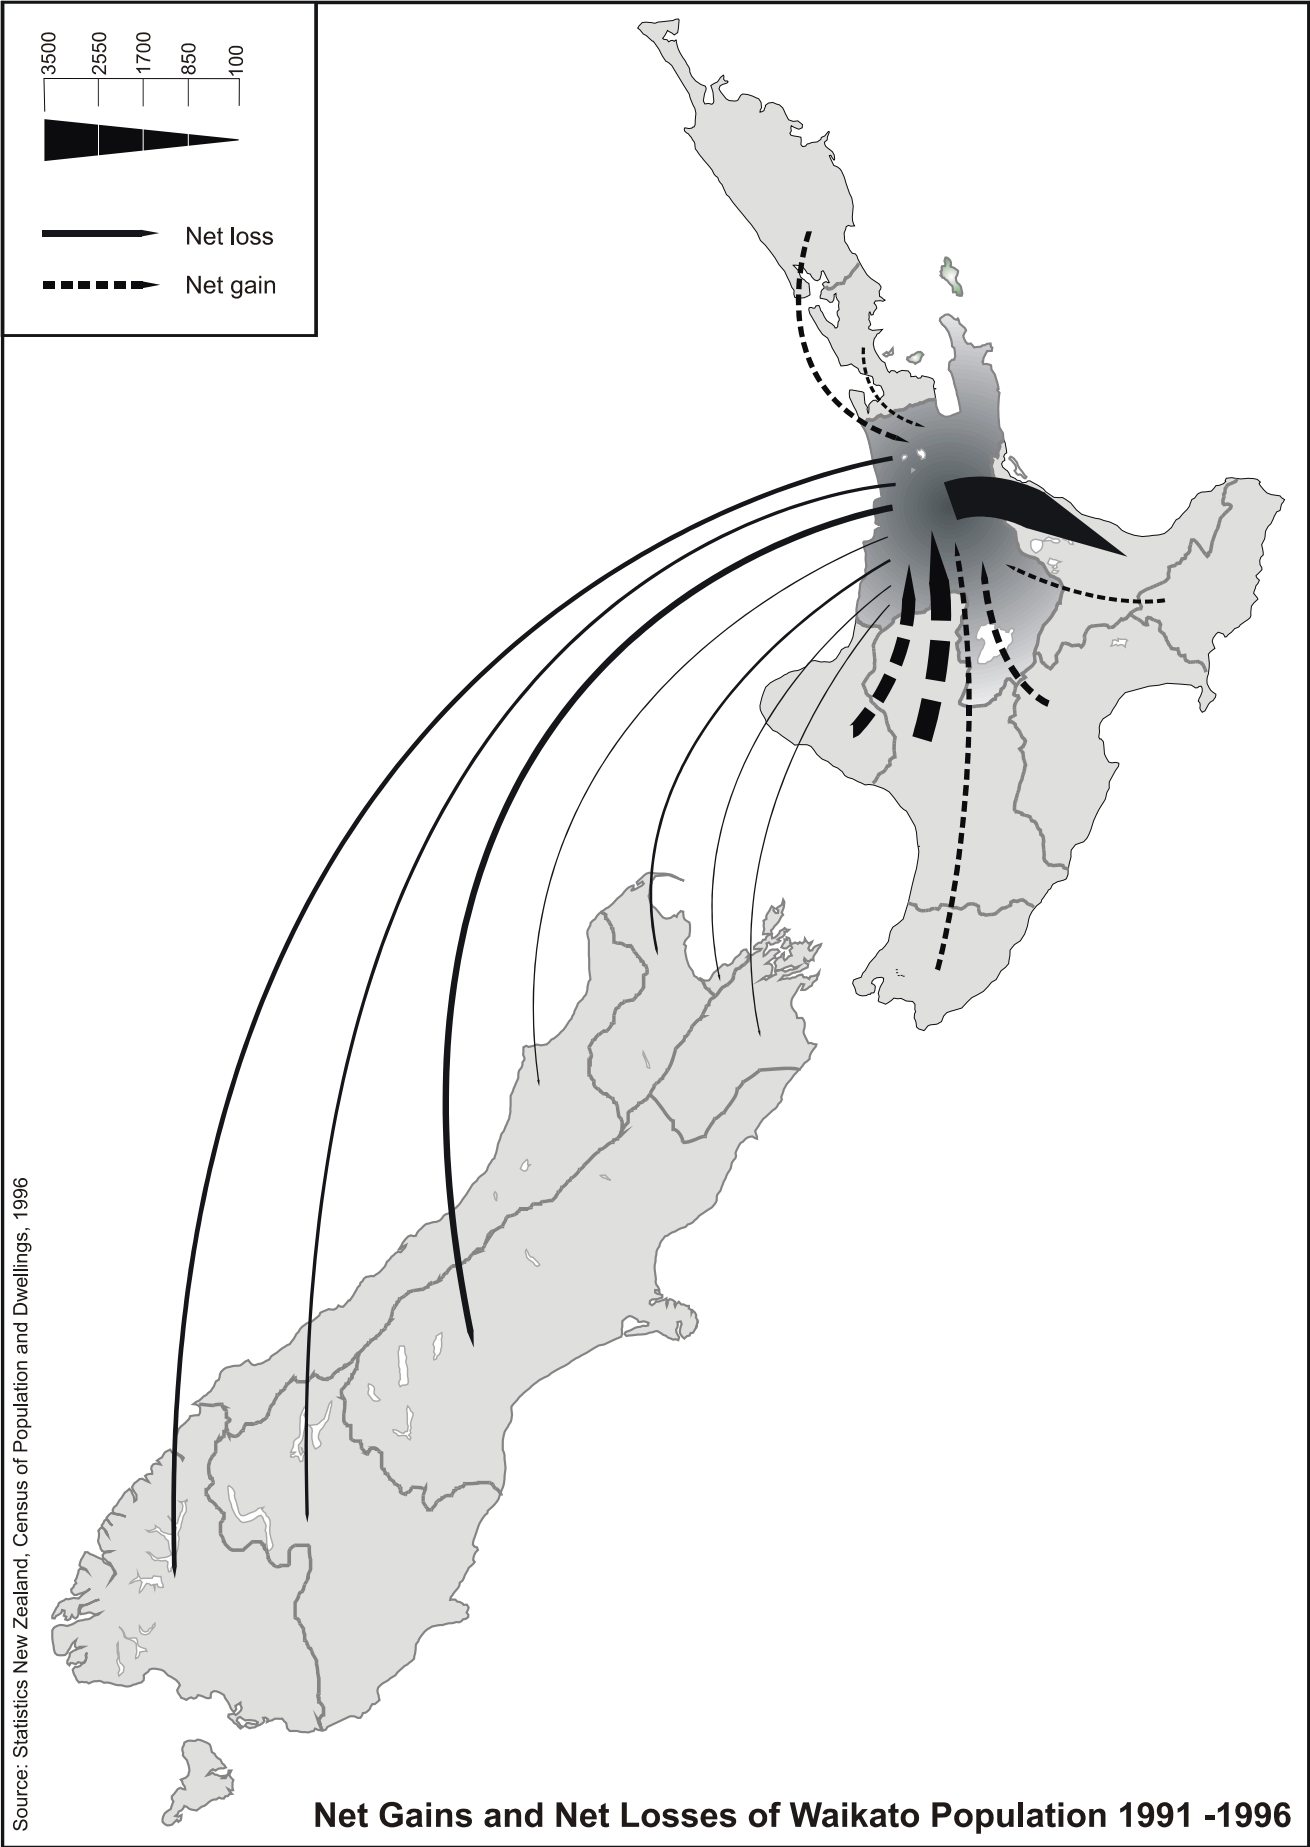 3500
2550
1700
850
100
Net loss
Net gain
Source: Statistics New Zealand, Census of Population and Dwellings, 1996
Net Gains and Net Losses of Waikato Population 1991 -1996